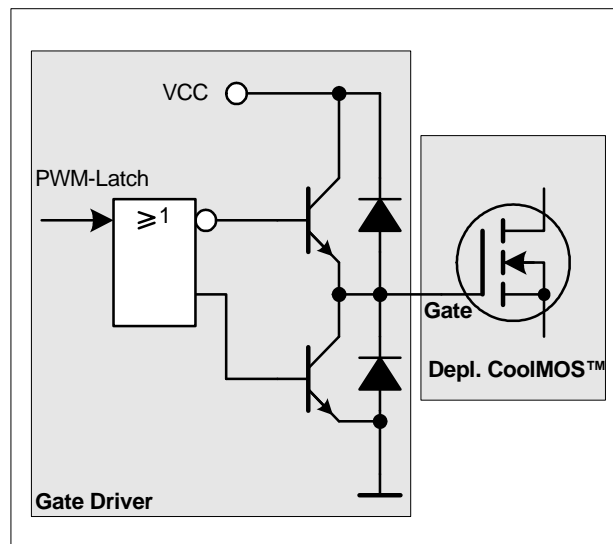 VCC
PWM-Latch
≥1
Gate
Depl. CoolMOS™
Gate Driver